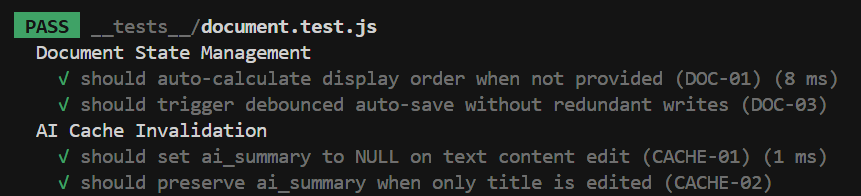 PASS __tests__/document.test.js
Document State Management
√ should auto-calculate display order when not provided (DOC-01) (8 ms)
√ should trigger debounced auto-save without redundant writes (DOC-03)
AI Cache Invalidation
√ should set ai_summary to NULL on text content edit (CACHE-01) (1 ms)
√ should preserve ai_summary when only title is edited (CACHE-02)